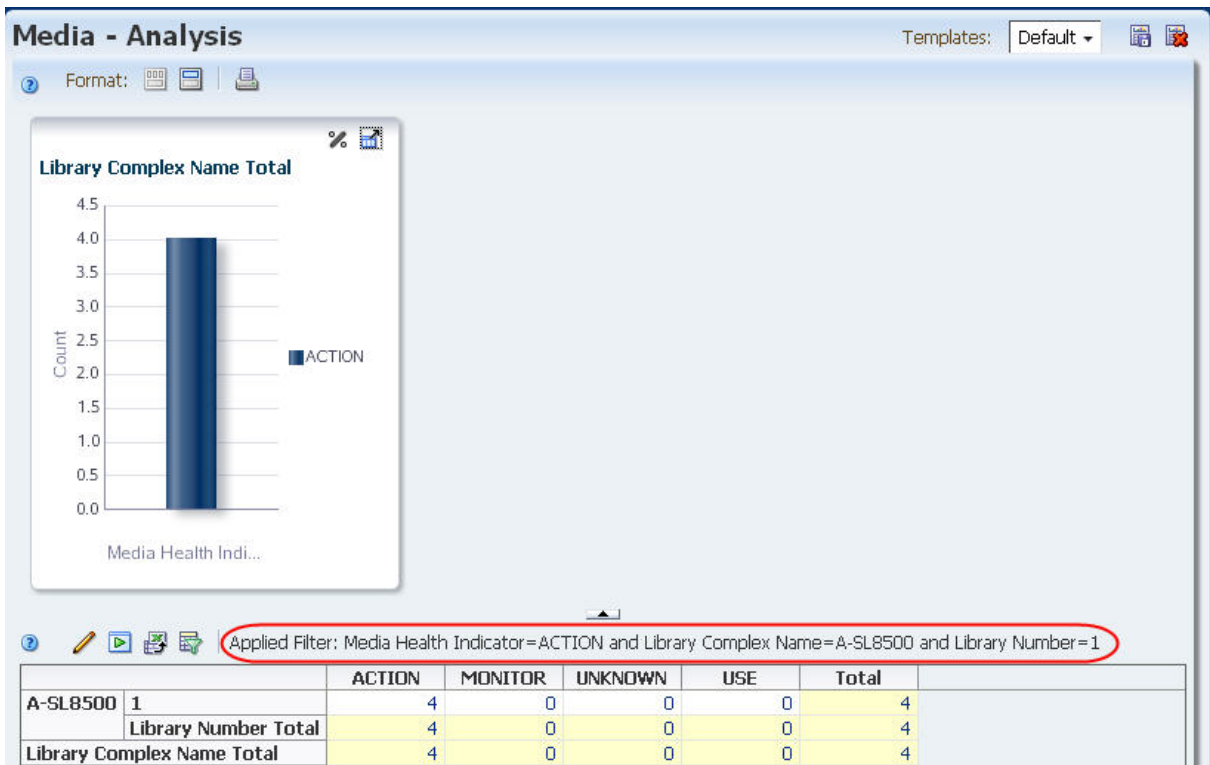 Media - Analysis
Templates: Default
Format:
Library Complex Name Total
4.5
4.0
3.5
3.0
2.5
2.0
1.5
1.0
0.5
0.0
Count
ACTION
Media Health Indi...
Applied Filter: Media Health Indicator=ACTION and Library Complex Name=A-SL8500 and Library Number=1
ACTION MONITOR UNKNOWN USE Total
A-SL8500 1 4 0 0 0 4
Library Number Total 4 0 0 0 4
Library Complex Name Total 4 0 0 0 4